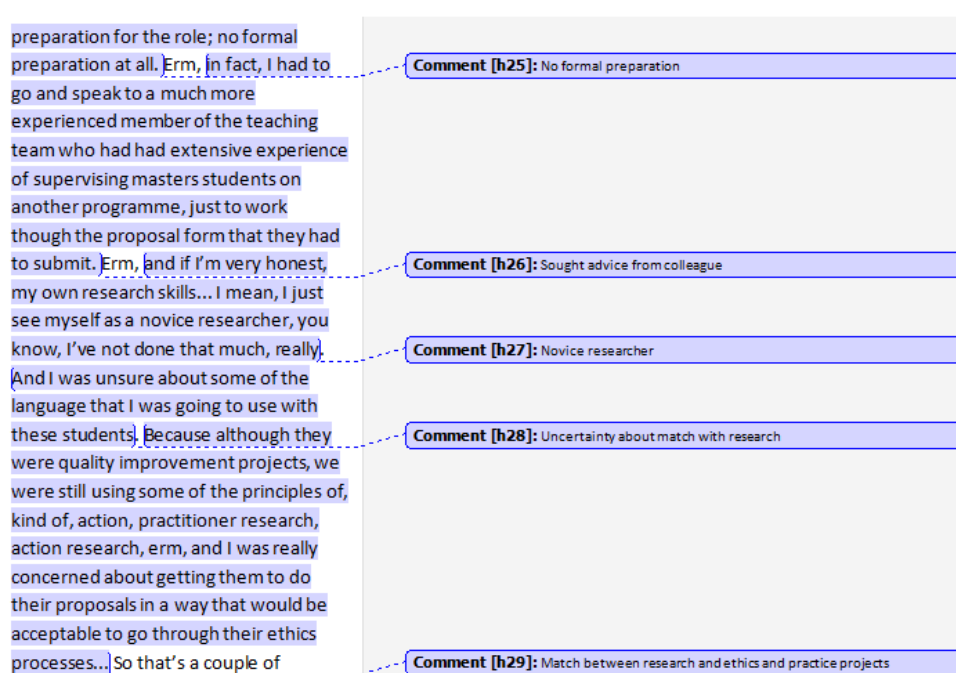 preparation for the role; no formal
preparation at all. Erm, in fact, I had to
Comment [h25]: No formal preparation
go and speak to a much more
experienced member of the teaching
team who had had extensive experience
of supervising masters students on
another programme, just to work
though the proposal form that they had
to submit. Erm, and if I'm very honest,
Comment [h26]: Sought advice from colleague
my own research skills... I mean, I just
see myself as a novice researcher, you
know, I've not done that much, really.
Comment [h27]: Novice researcher
And I was unsure about some of the
language that I was going to use with
these students. Because although they
Comment [h28]: Uncertainty about match with research
were quality improvement projects, we
were still using some of the principles of,
kind of, action, practitioner research,
action research, erm, and I was really
concerned about getting them to do
their proposals in a way that would be
acceptable to go through their ethics
processes... So that's a couple of
Comment [h29]: Match between research and ethics and practice projects